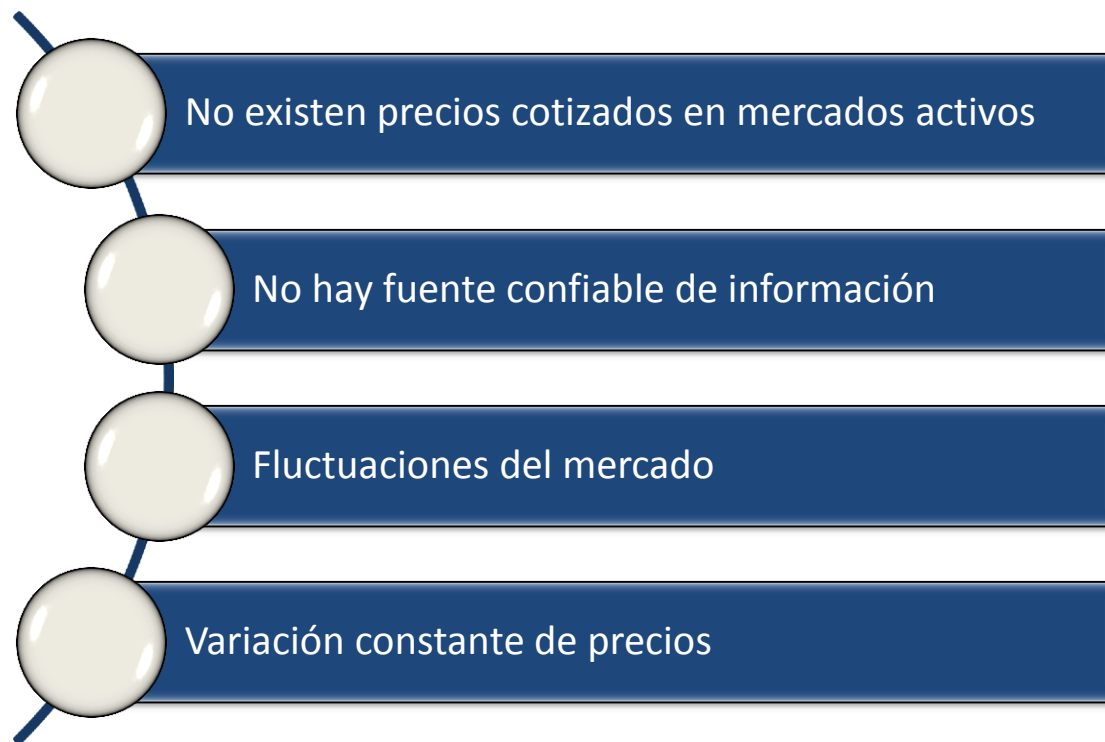 No existen precios cotizados en mercados activos
No hay fuente confiable de información
Fluctuaciones del mercado
Variación constante de precios